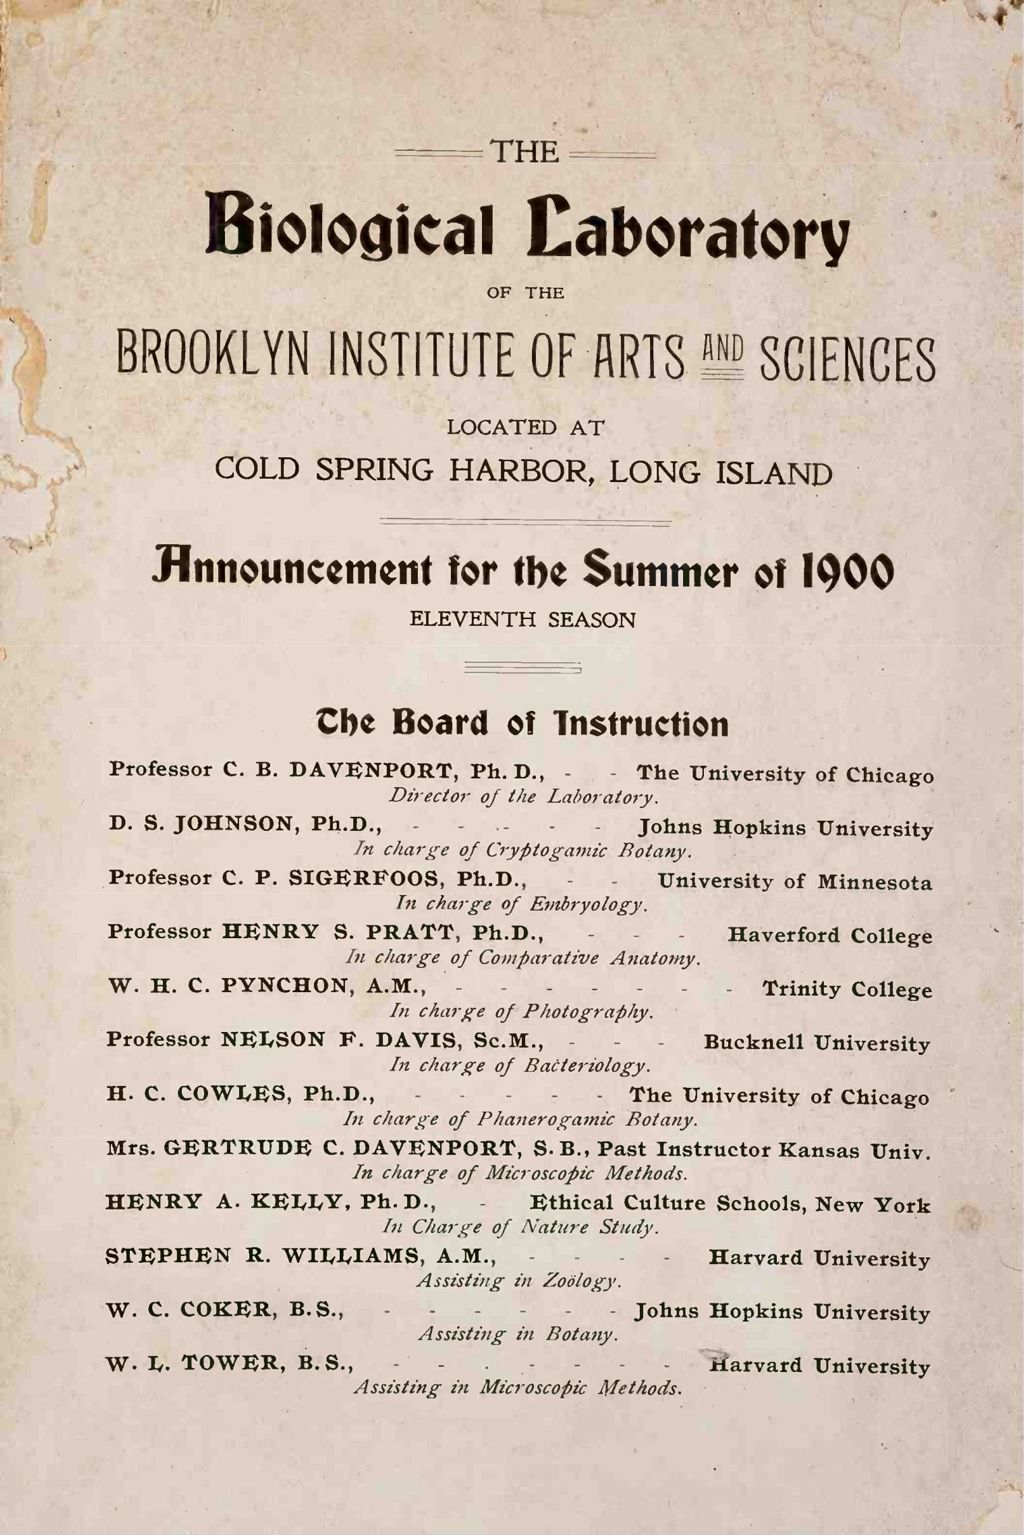 THE
Biological Laboratory
OF THE
BROOKLYN INSTITUTE OF ARTS AND SCIENCES
LOCATED AT
COLD SPRING HARBOR, LONG ISLAND
Announcement for the Summer of 1900
ELEVENTH SEASON
The Board of Instruction
Professor C. B. DAVENPORT, Ph. D., - - The University of Chicago
Director of the Laboratory.
D. S. JOHNSON, Ph.D., - - - - - Johns Hopkins University
In charge of Cryptogamic Botany.
Professor C. P. SIGERFOOS, Ph.D., - - University of Minnesota
In charge of Embryology.
Professor HENRY S. PRATT, Ph.D., - - - Haverford College
In charge of Comparative Anatomy.
W. H. C. PYNCHON, A.M., - - - - - - - Trinity College
In charge of Photography.
Professor NELSON F. DAVIS, Sc.M., - - - Bucknell University
In charge of Bacteriology.
H. C. COWLES, Ph.D., - - - - - The University of Chicago
In charge of Phanerogamic Botany.
Mrs. GERTRUDE C. DAVENPORT, S. B., Past Instructor Kansas Univ.
In charge of Microscopic Methods.
HENRY A. KELLY, Ph. D., - Ethical Culture Schools, New York
In Charge of Nature Study.
STEPHEN R. WILLIAMS, A.M., - - - - Harvard University
Assisting in Zoölogy.
W. C. COKER, B. S., - - - - - - Johns Hopkins University
Assisting in Botany.
W. L. TOWER, B. S., - - . - - - - Harvard University
Assisting in Microscopic Methods.